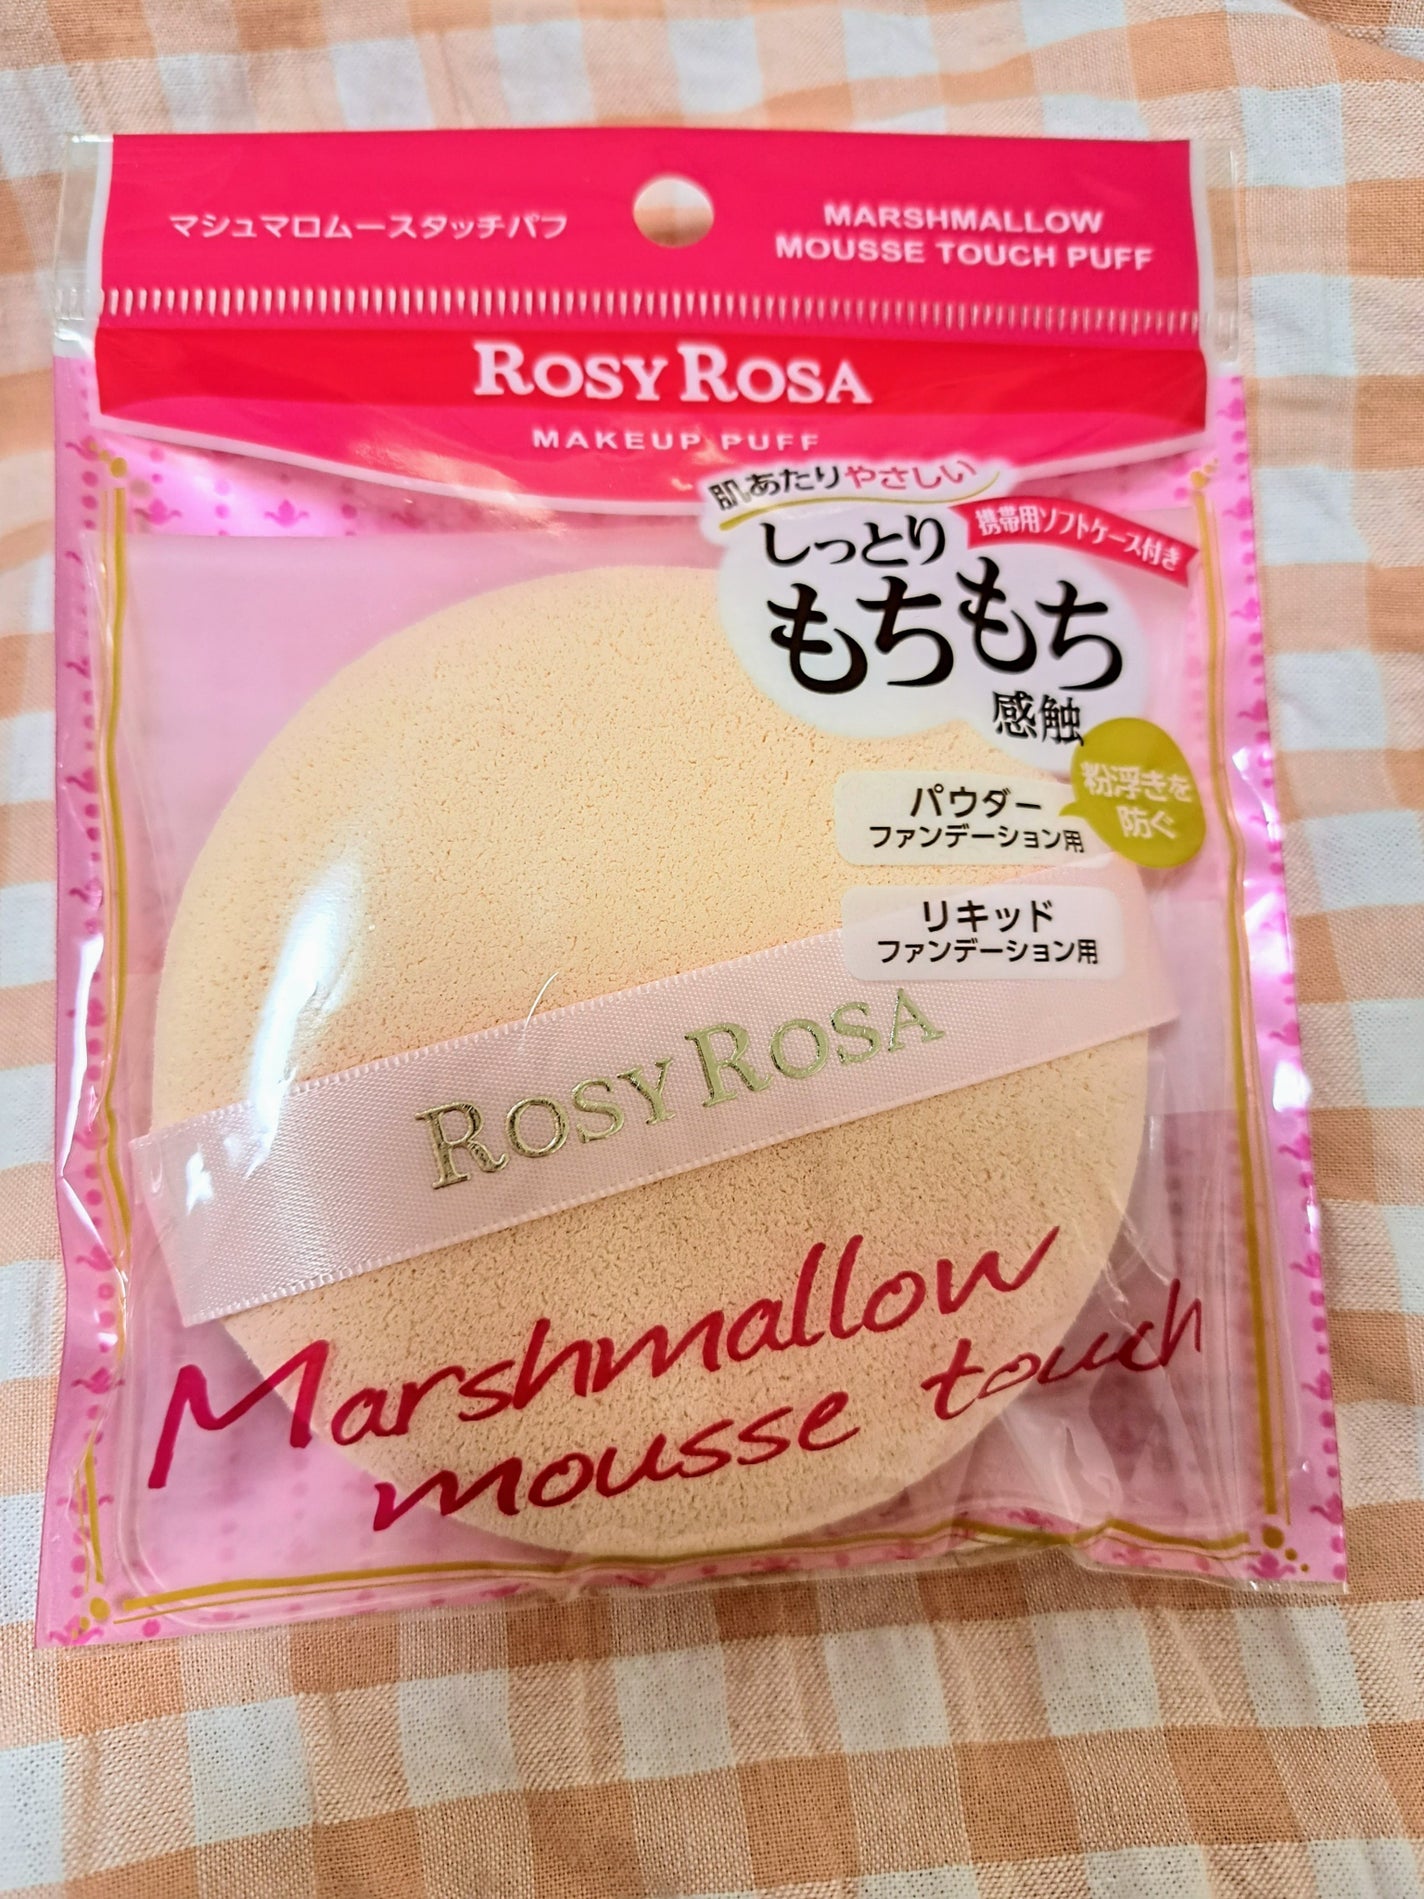 マシュマロムースタッチパフ
MARSHMALLOW
MOUSSE TOUCH PUFF
ROSY ROSA
MAKEUP PUFF
肌あたりやさしい
携帯用ソフトケース付き
しっとり
もちもち
感触
粉浮きを
防ぐ
パウダー
ファンデーション用
リキッド
ファンデーション用
ROSY ROSA
Marshmallow
mousse touch